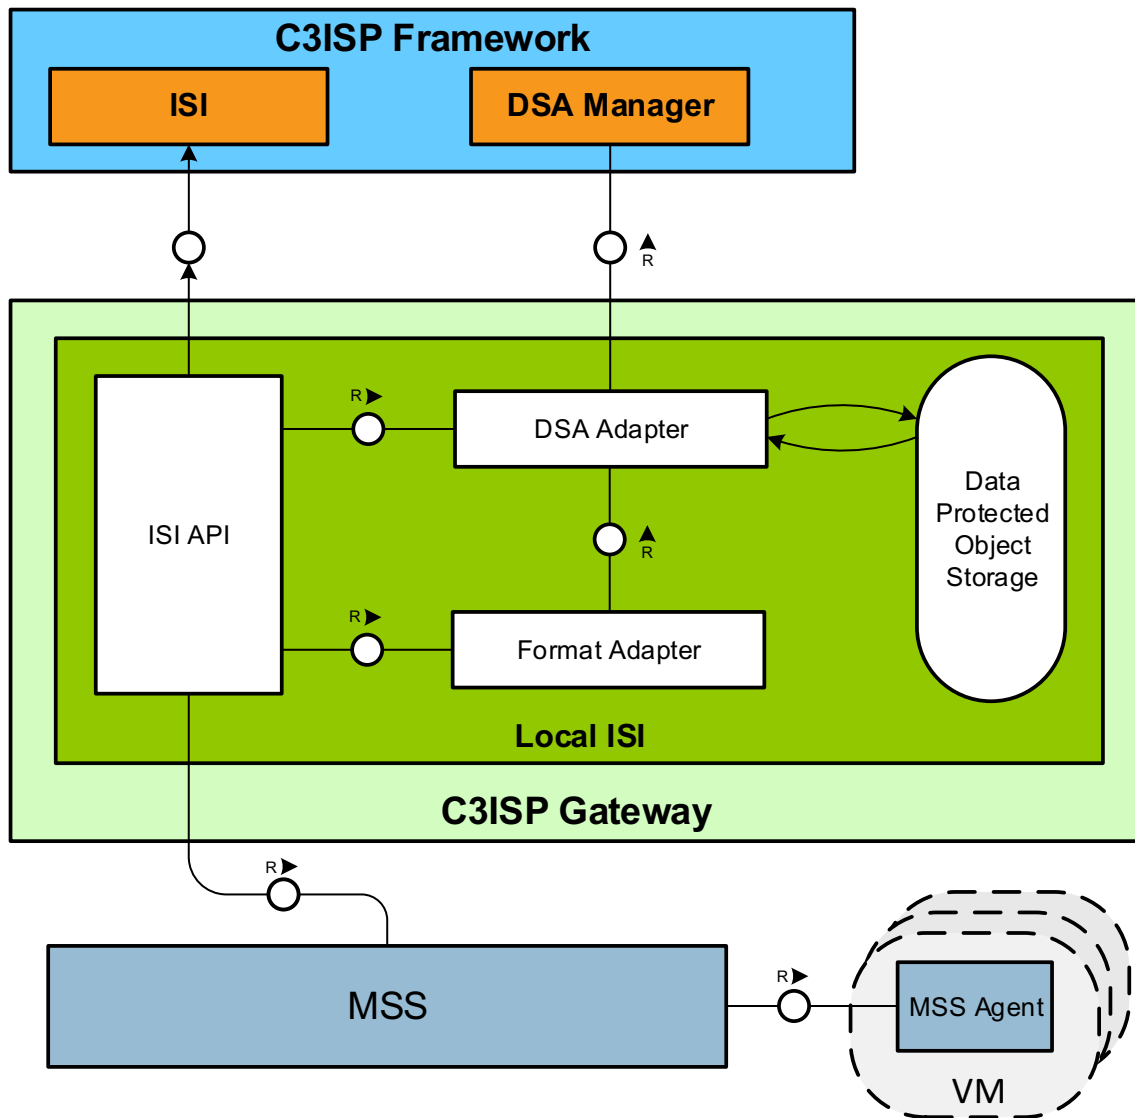 C3ISP Framework
ISI
DSA Manager
R
R
DSA Adapter
ISI API
Data
Protected
Object
Storage
R
R
Format Adapter
Local ISI
C3ISP Gateway
R
MSS
R
MSS Agent
VM